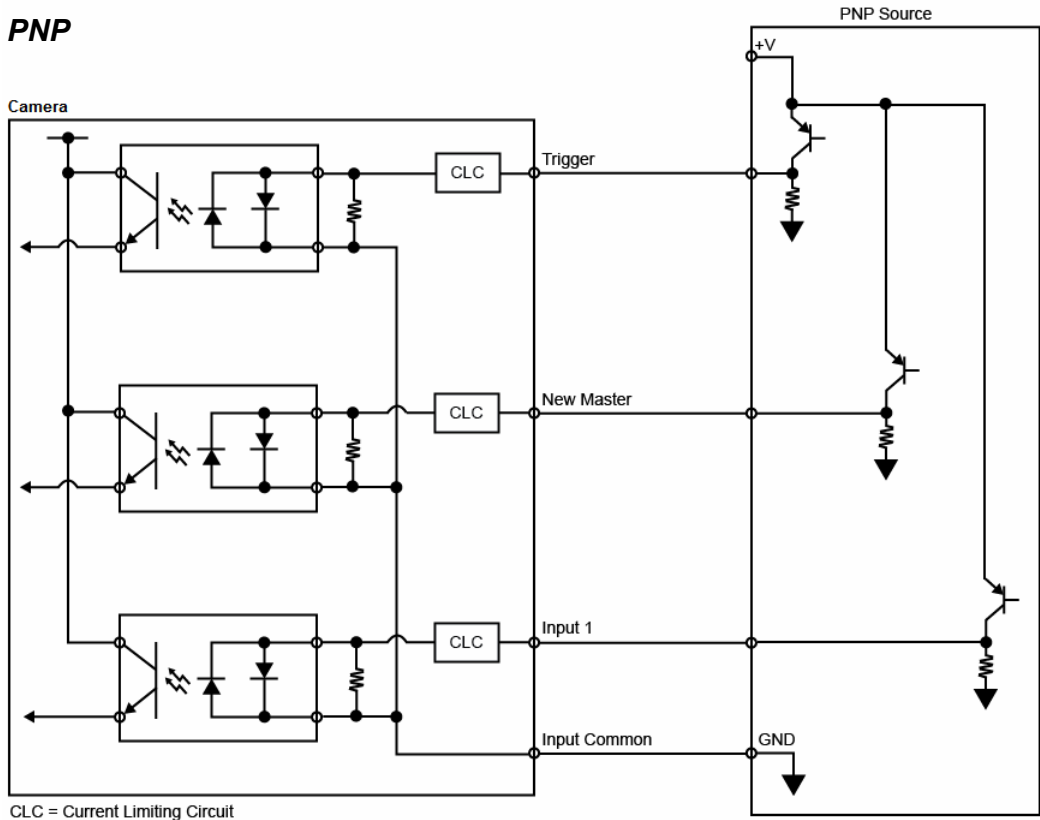 PNP
PNP Source
+V
Camera
CLC
Trigger
CLC
New Master
CLC
Input 1
Input Common
GND
CLC = Current Limiting Circuit